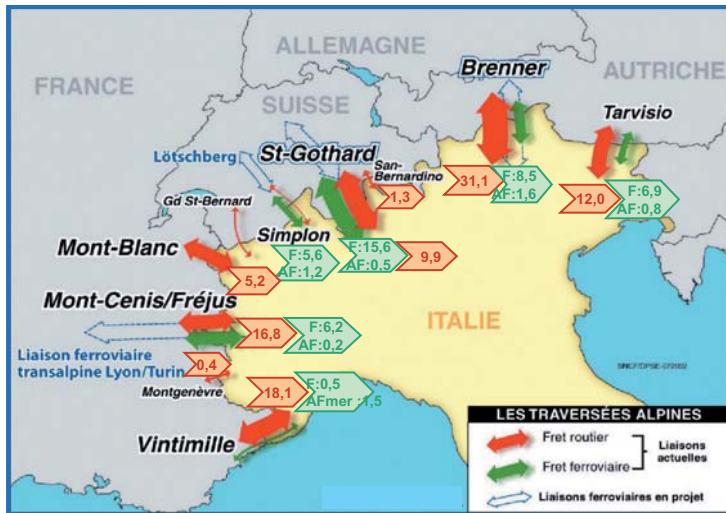 ALLEMAGNE
FRANCE
Brenner
AUTRICHE
SUISSE
Tarvisio
Lötschberg
St-Gothard
San-
Bernardino
31,1
F:8,5
AF:1,6
12,0
F:6,9
AF:0,8
1,3
Gd St-Bernard
Simplon
Mont-Blanc
5,2
F:5,6
AF:1,2
F:15,6
AF:0,5
9,9
Mont-Cenis/Fréjus
16,8
F:6,2
AF:0,2
ITALIE
Liaison ferroviaire
transalpine Lyon/Turin
0,4
Montgenèvre
18,1
F:0,5
AFmer :1,5
Vintimille
LES TRAVERSÉES ALPINES
Fret routier
Fret ferroviaire
Liaisons
actuelles
Liaisons ferroviaires en projet